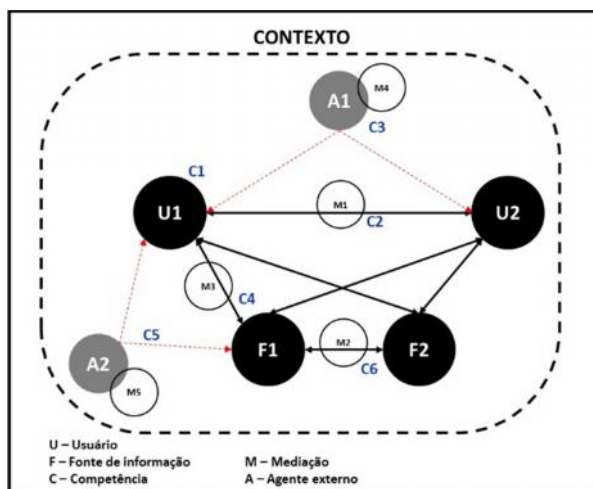 CONTEXTO
A1
M4
C3
C1
U1
M1
C2
U2
M3
C4
C5
A2
M5
F1
M2
C6
F2
U – Usuário
F – Fonte de informação
M – Mediação
C – Competência
A – Agente externo